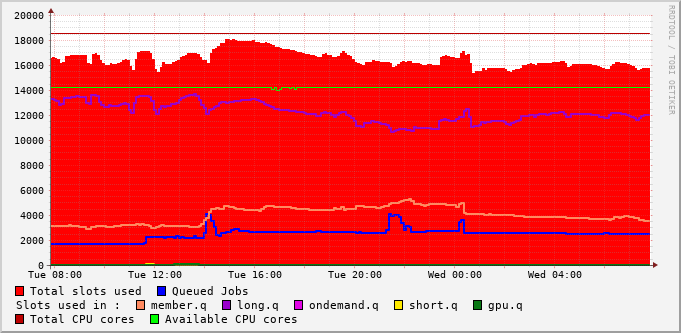 20000
18000
16000
14000
12000
10000
8000
6000
4000
2000
0
Tue 08:00 Tue 12:00 Tue 16:00 Tue 20:00 Wed 00:00 Wed 04:00
Total slots used Queued Jobs
Slots used in : member.q long.q ondemand.q short.q gpu.q
Total CPU cores Available CPU cores
RRDTOOL / TOBI OETIKER